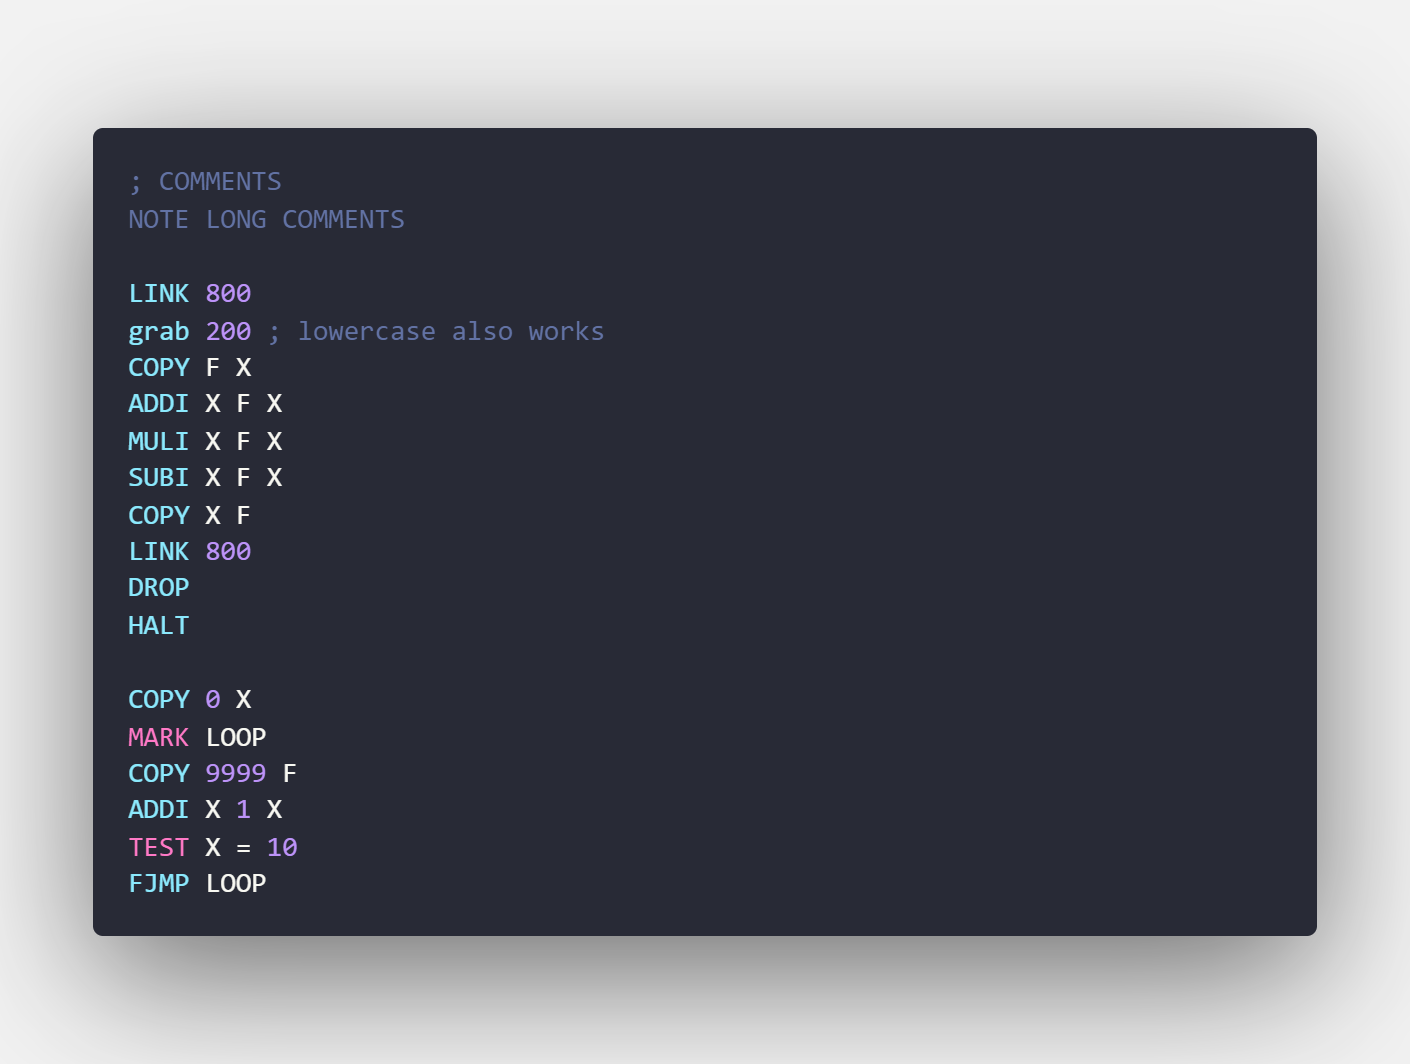 ; COMMENTS
NOTE LONG COMMENTS
LINK 800
grab 200 ; lowercase also works
COPY F X
ADDI X F X
MULI X F X
SUBI X F X
COPY X F
LINK 800
DROP
HALT
COPY 0 X
MARK LOOP
COPY 9999 F
ADDI X 1 X
TEST X = 10
FJMP LOOP